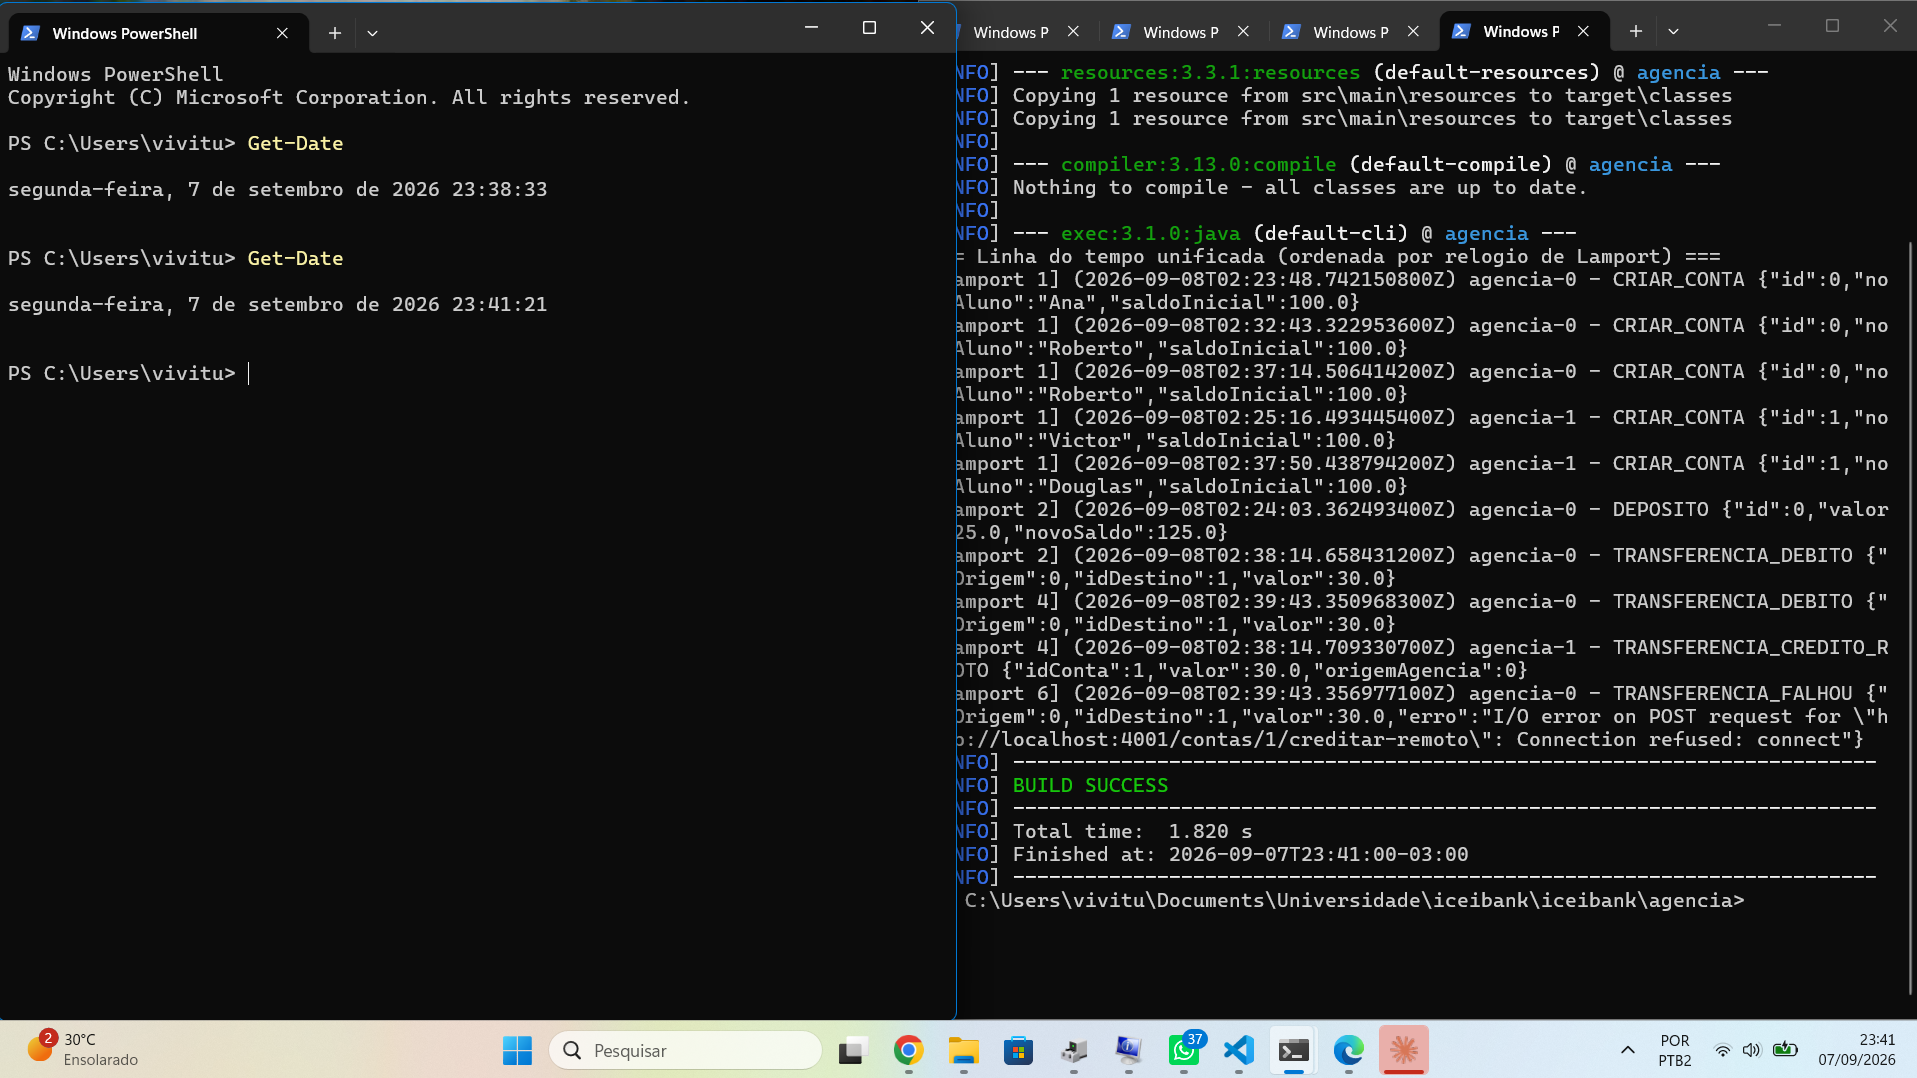 Windows PowerShell
Windows PowerShell
Copyright (C) Microsoft Corporation. All rights reserved.
PS C:\Users\vivitu> Get-Date
segunda-feira, 7 de setembro de 2026 23:38:33
PS C:\Users\vivitu> Get-Date
segunda-feira, 7 de setembro de 2026 23:41:21
PS C:\Users\vivitu>
Windows P
Windows P
Windows P
Windows P
NFO] --- resources:3.3.1:resources (default-resources) @ agencia ---
NFO] Copying 1 resource from src\main\resources to target\classes
NFO] Copying 1 resource from src\main\resources to target\classes
NFO]
NFO] --- compiler:3.13.0:compile (default-compile) @ agencia ---
NFO] Nothing to compile - all classes are up to date.
NFO]
NFO] --- exec:3.1.0:java (default-cli) @ agencia ---
= Linha do tempo unificada (ordenada por relogio de Lamport) ===
amport 1] (2026-09-08T02:23:48.742150800Z) agencia-0 - CRIAR_CONTA {"id":0,"no
Aluno":"Ana","saldoInicial":100.0}
amport 1] (2026-09-08T02:32:43.322953600Z) agencia-0 - CRIAR_CONTA {"id":0,"no
Aluno":"Roberto","saldoInicial":100.0}
amport 1] (2026-09-08T02:37:14.506414200Z) agencia-0 - CRIAR_CONTA {"id":0,"no
Aluno":"Roberto","saldoInicial":100.0}
amport 1] (2026-09-08T02:25:16.493445400Z) agencia-1 - CRIAR_CONTA {"id":1,"no
Aluno":"Victor","saldoInicial":100.0}
amport 1] (2026-09-08T02:37:50.438794200Z) agencia-1 - CRIAR_CONTA {"id":1,"no
Aluno":"Douglas","saldoInicial":100.0}
amport 2] (2026-09-08T02:24:03.362493400Z) agencia-0 - DEPOSITO {"id":0,"valor
25.0,"novoSaldo":125.0}
amport 2] (2026-09-08T02:38:14.658431200Z) agencia-0 - TRANSFERENCIA_DEBITO {"
Origem":0,"idDestino":1,"valor":30.0}
amport 4] (2026-09-08T02:39:43.350968300Z) agencia-0 - TRANSFERENCIA_DEBITO {"
Origem":0,"idDestino":1,"valor":30.0}
amport 4] (2026-09-08T02:38:14.709330700Z) agencia-1 - TRANSFERENCIA_CREDITO_R
OTO {"idConta":1,"valor":30.0,"origemAgencia":0}
amport 6] (2026-09-08T02:39:43.356977100Z) agencia-0 - TRANSFERENCIA_FALHOU {"
Origem":0,"idDestino":1,"valor":30.0,"erro":"I/O error on POST request for \"h
p://localhost:4001/contas/1/creditar-remoto\": Connection refused: connect"}
NFO] ------------------------------------------------------------------------
NFO] BUILD SUCCESS
NFO] ------------------------------------------------------------------------
NFO] Total time:  1.820 s
NFO] Finished at: 2026-09-07T23:41:00-03:00
NFO] ------------------------------------------------------------------------
C:\Users\vivitu\Documents\Universidade\iceibank\iceibank\agencia>
2
30°C
Ensolarado
Pesquisar
37
POR
PTB2
23:41
07/09/2026